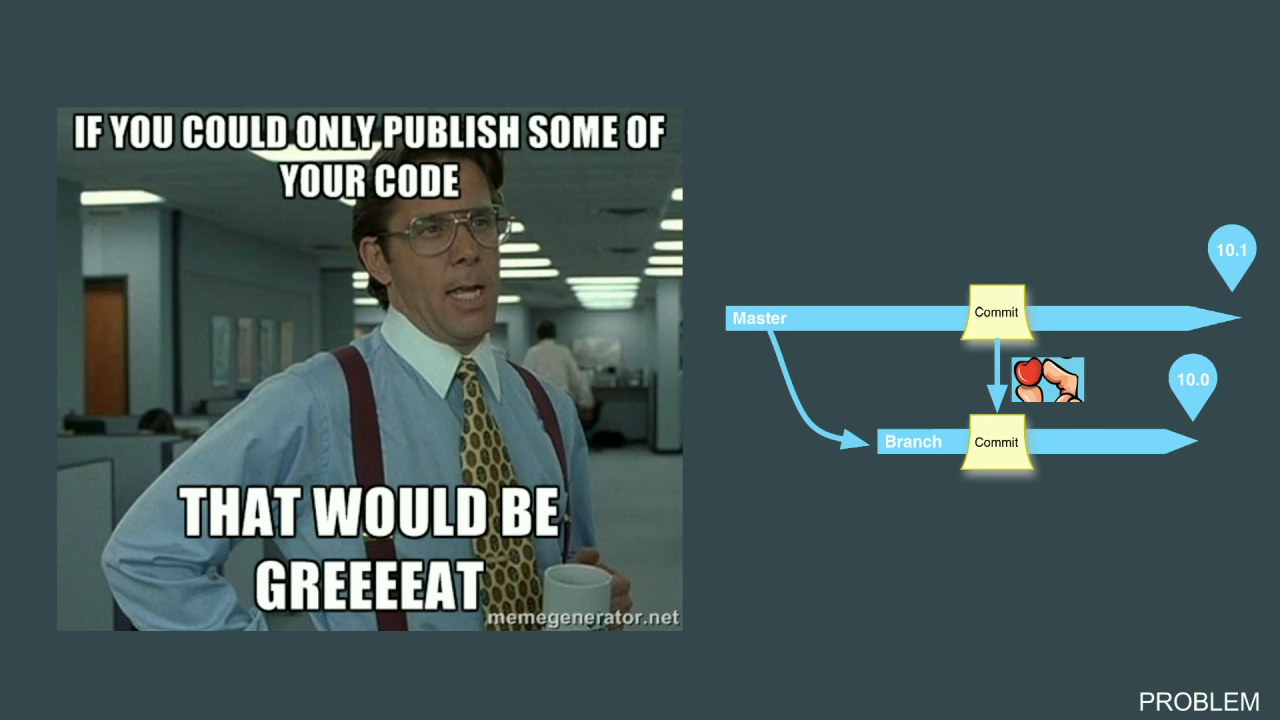 IF YOU COULD ONLY PUBLISH SOME OF
YOUR CODE
THAT WOULD BE
GREEEEAT
memegenerator.net
10.1
Master
Commit
10.0
Branch
Commit
PROBLEM